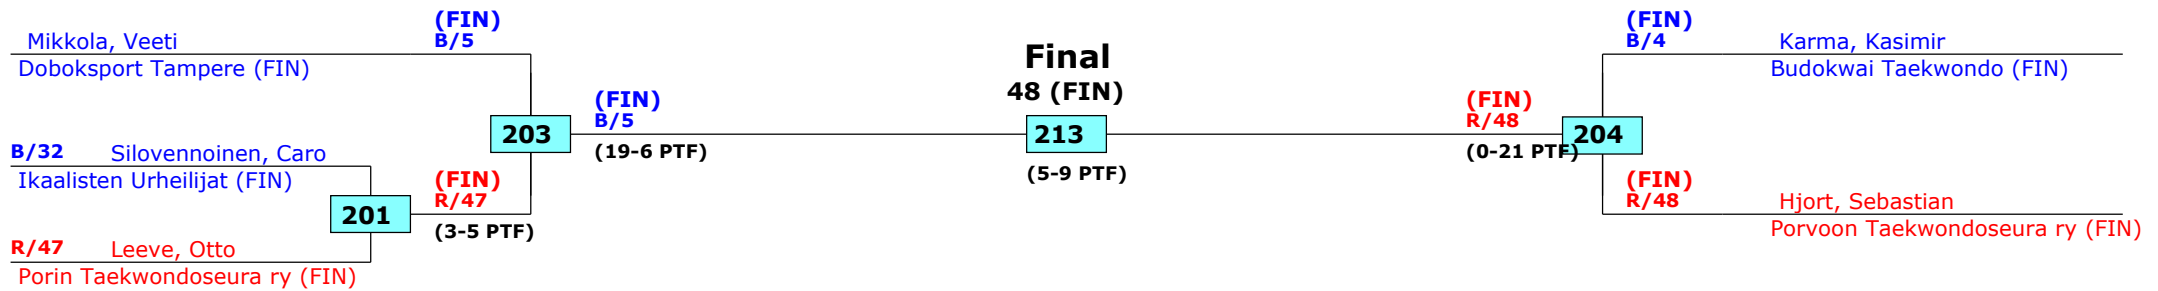 (FIN)
B/5
Mikkola, Veeti
Doboksport Tampere (FIN)
B/32 Silovennoinen, Caro
Ikaalisten Urheilijat (FIN)
201
R/47 Leeve, Otto
Porin Taekwondoseura ry (FIN)
(FIN)
R/47
(3-5 PTF)
203
(FIN)
B/5
(19-6 PTF)
Final
48 (FIN)
213
(5-9 PTF)
(FIN)
R/48
(0-21 PTF)
204
(FIN)
B/4
Karma, Kasimir
Budokwai Taekwondo (FIN)
(FIN)
R/48
Hjort, Sebastian
Porvoon Taekwondoseura ry (FIN)